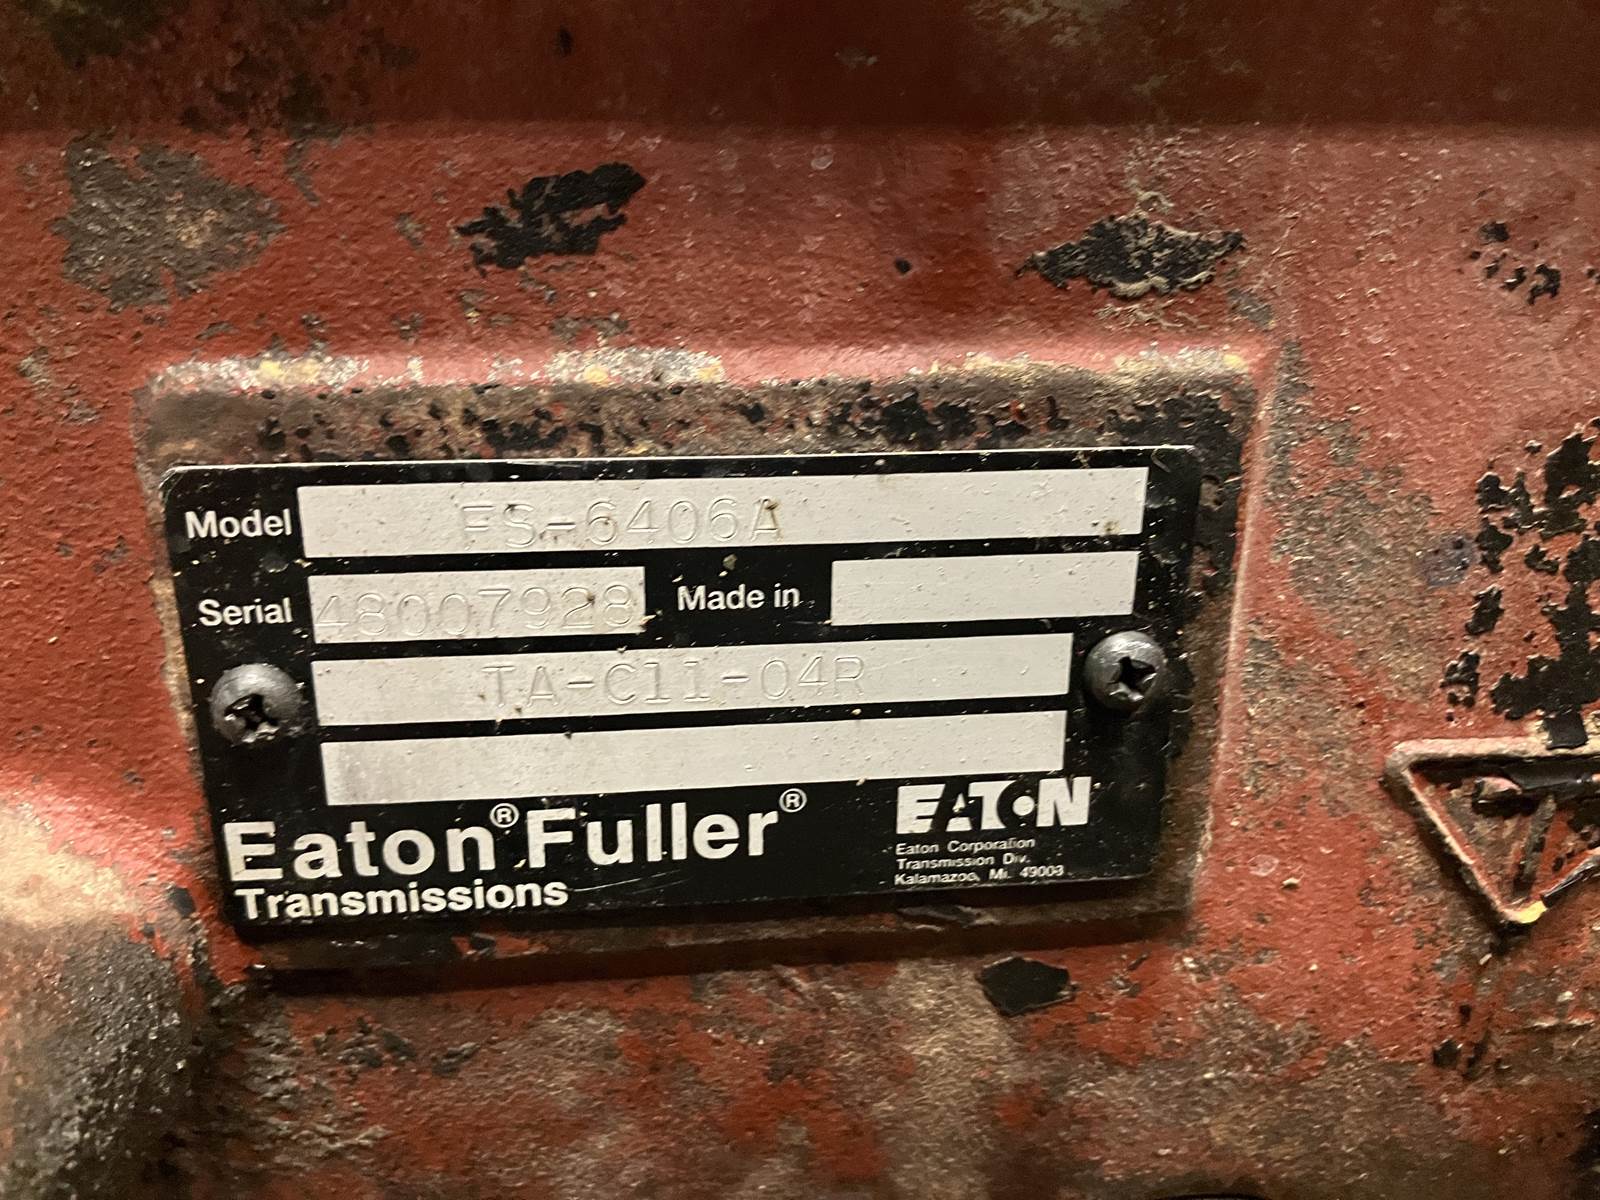 Model FS-6406A
Serial 48007928 Made in
TA-C11-04R
Eaton® Fuller®
Transmissions
EATON
Eaton Corporation
Transmission Div.
Kalamazoo, Mi. 49003